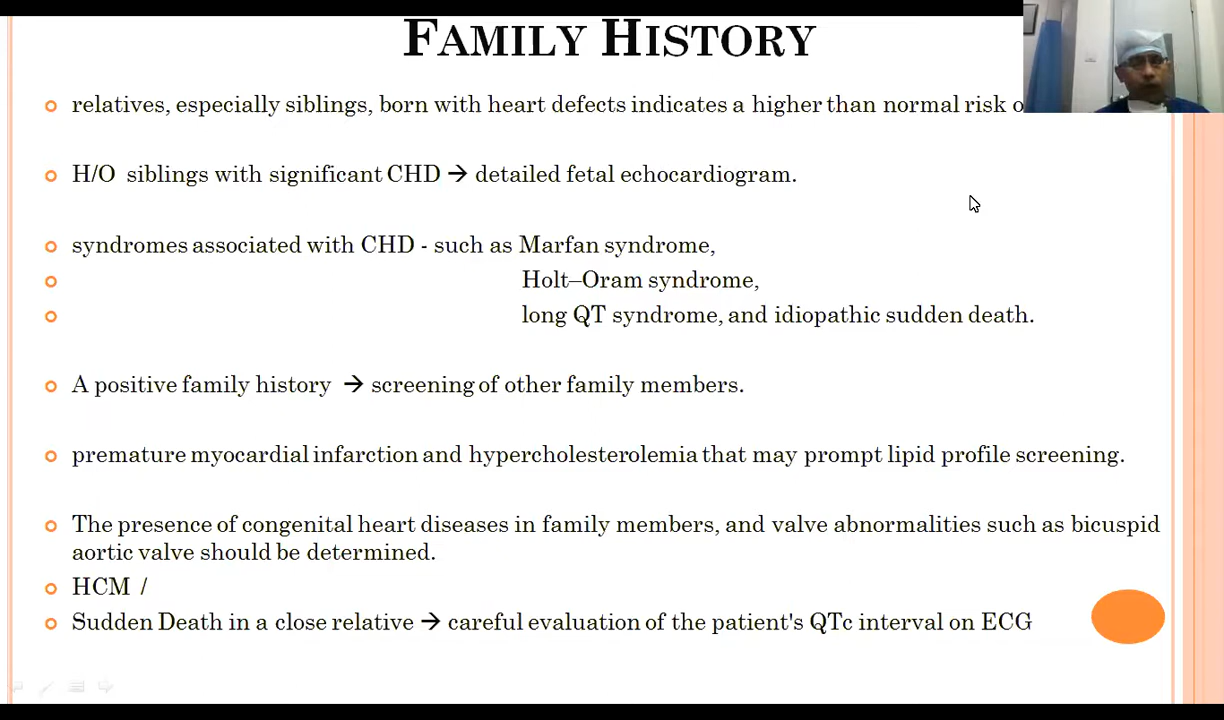 FAMILY HISTORY
relatives, especially siblings, born with heart defects indicates a higher than normal risk
H/O siblings with significant CHD → detailed fetal echocardiogram.
syndromes associated with CHD - such as Marfan syndrome,
Holt–Oram syndrome,
long QT syndrome, and idiopathic sudden death.
A positive family history → screening of other family members.
premature myocardial infarction and hypercholesterolemia that may prompt lipid profile screening.
The presence of congenital heart diseases in family members, and valve abnormalities such as bicuspid
aortic valve should be determined.
HCM /
Sudden Death in a close relative → careful evaluation of the patient's QTc interval on ECG